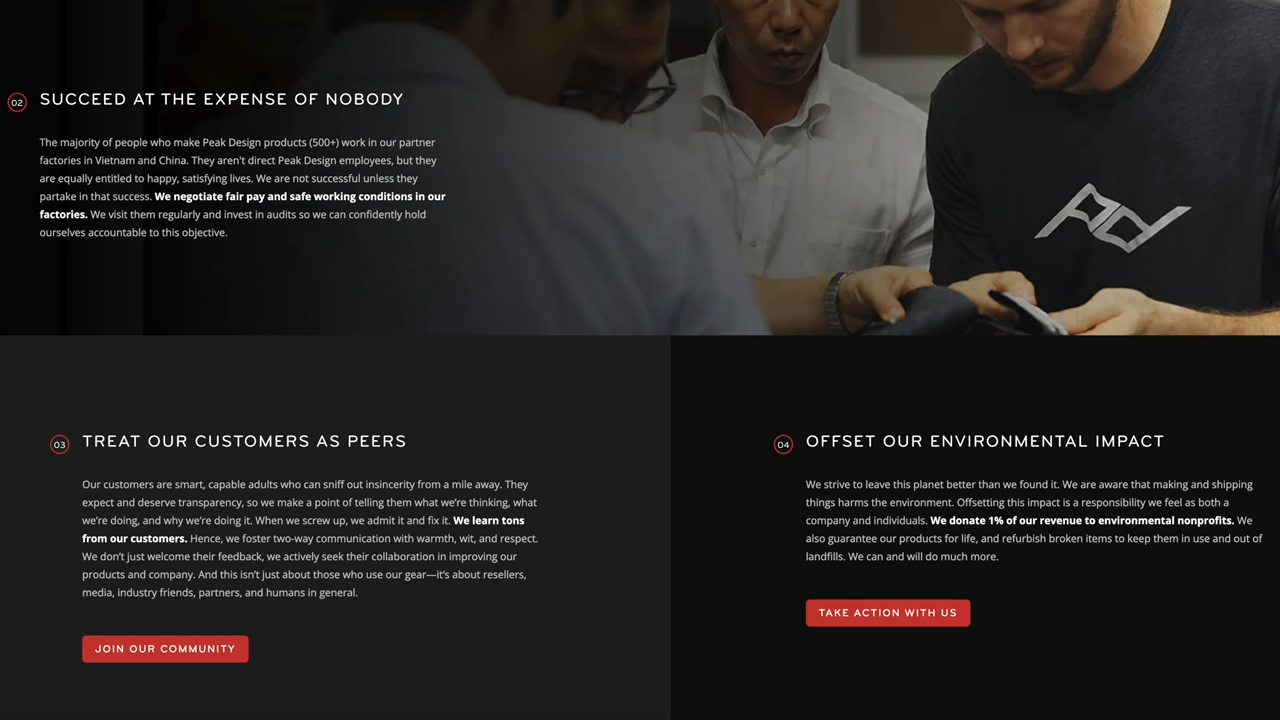 02 SUCCEED AT THE EXPENSE OF NOBODY
The majority of people who make Peak Design products (500+) work in our partner
factories in Vietnam and China. They aren't direct Peak Design employees, but they
are equally entitled to happy, satisfying lives. We are not successful unless they
partake in that success. We negotiate fair pay and safe working conditions in our
factories. We visit them regularly and invest in audits so we can confidently hold
ourselves accountable to this objective.
pd
03 TREAT OUR CUSTOMERS AS PEERS
Our customers are smart, capable adults who can sniff out insincerity from a mile away. They
expect and deserve transparency, so we make a point of telling them what we’re thinking, what
we’re doing, and why we’re doing it. When we screw up, we admit it and fix it. We learn tons
from our customers. Hence, we foster two-way communication with warmth, wit, and respect.
We don’t just welcome their feedback, we actively seek their collaboration in improving our
products and company. And this isn’t just about those who use our gear—it’s about resellers,
media, industry friends, partners, and humans in general.
JOIN OUR COMMUNITY
04 OFFSET OUR ENVIRONMENTAL IMPACT
We strive to leave this planet better than we found it. We are aware that making and shipping
things harms the environment. Offsetting this impact is a responsibility we feel as both a
company and individuals. We donate 1% of our revenue to environmental nonprofits. We
also guarantee our products for life, and refurbish broken items to keep them in use and out of
landfills. We can and will do much more.
TAKE ACTION WITH US